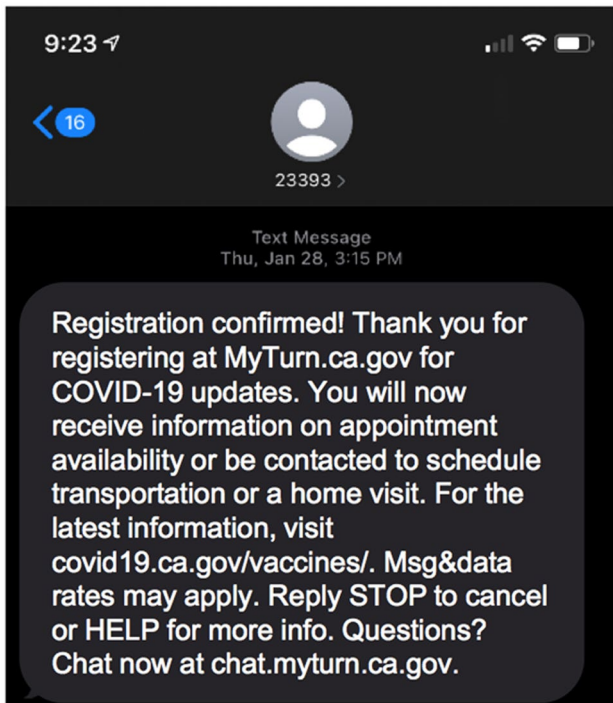 9:23
16
23393 >
Text Message
Thu, Jan 28, 3:15 PM
Registration confirmed! Thank you for
registering at MyTurn.ca.gov for
COVID-19 updates. You will now
receive information on appointment
availability or be contacted to schedule
transportation or a home visit. For the
latest information, visit
covid19.ca.gov/vaccines/. Msg&data
rates may apply. Reply STOP to cancel
or HELP for more info. Questions?
Chat now at chat.myturn.ca.gov.